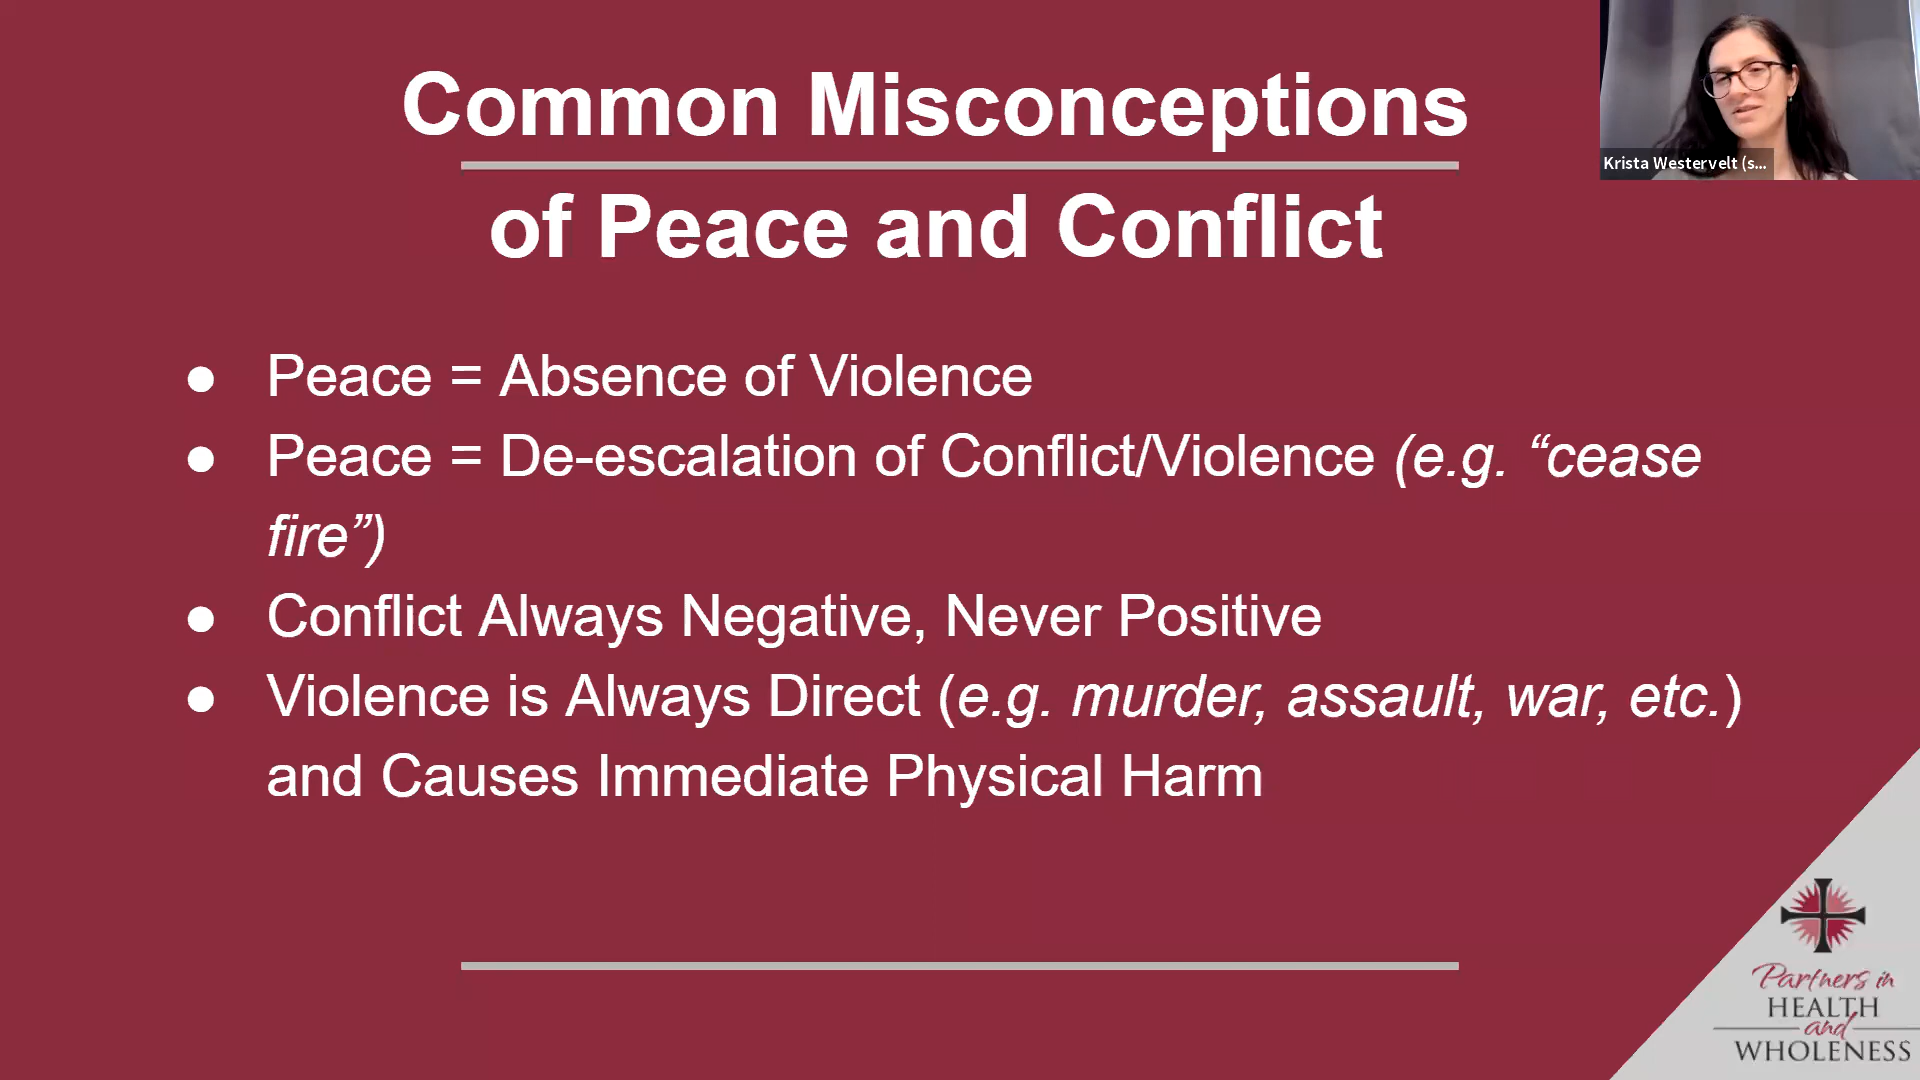 Common Misconceptions
of Peace and Conflict
Krista Westervelt (s...
● Peace = Absence of Violence
● Peace = De-escalation of Conflict/Violence (e.g. “cease
fire”)
● Conflict Always Negative, Never Positive
● Violence is Always Direct (e.g. murder, assault, war, etc.)
and Causes Immediate Physical Harm
Partners in
HEALTH
and
WHOLENESS